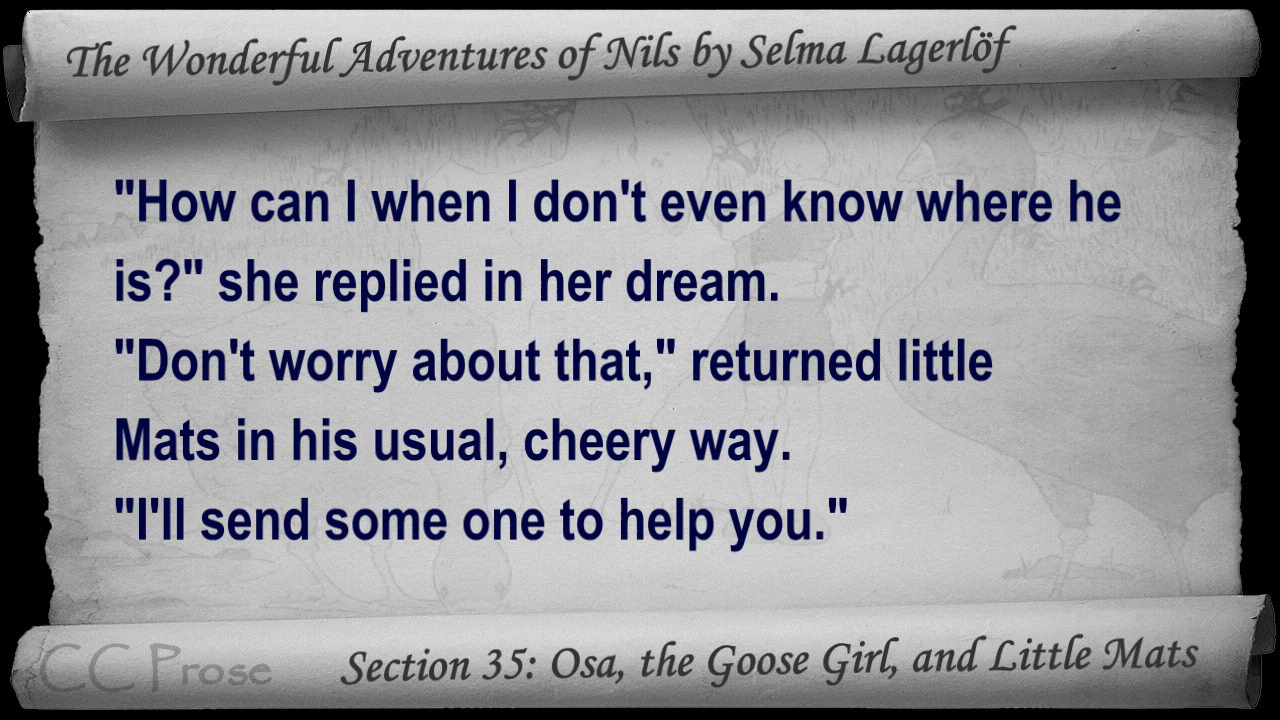 The Wonderful Adventures of Nils by Selma Lagerlöf
"How can I when I don't even know where he
is?" she replied in her dream.
"Don't worry about that," returned little
Mats in his usual, cheery way.
"I'll send some one to help you."
CC Prose
Section 35: Osa, the Goose Girl, and Little Mats